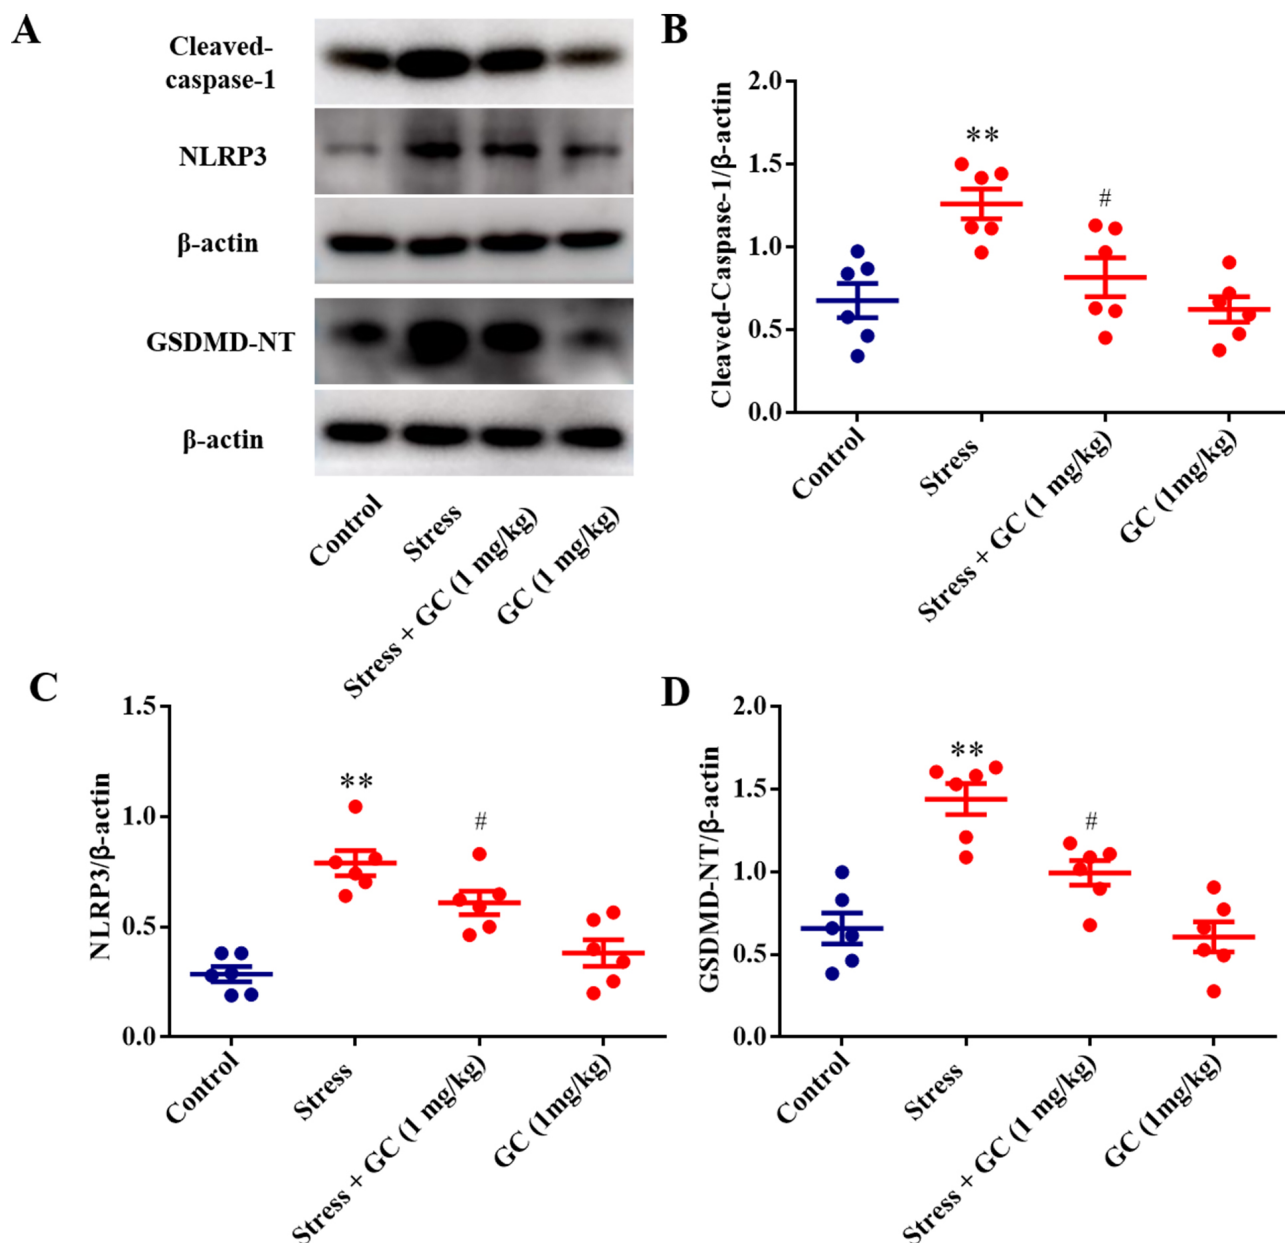 A
Cleaved-
caspase-1
NLRP3
β-actin
GSDMD-NT
β-actin
Control
Stress
Stress + GC (1 mg/kg)
GC (1 mg/kg)
B
Cleaved-Caspase-1/β-actin
2.0
1.5
1.0
0.5
0.0
**
#
Control
Stress
Stress + GC (1 mg/kg)
GC (1mg/kg)
C
NLRP3/β-actin
1.5
1.0
0.5
0.0
**
#
Control
Stress
Stress + GC (1 mg/kg)
GC (1mg/kg)
D
GSDMD-NT/β-actin
2.0
1.5
1.0
0.5
0.0
**
#
Control
Stress
Stress + GC (1 mg/kg)
GC (1mg/kg)